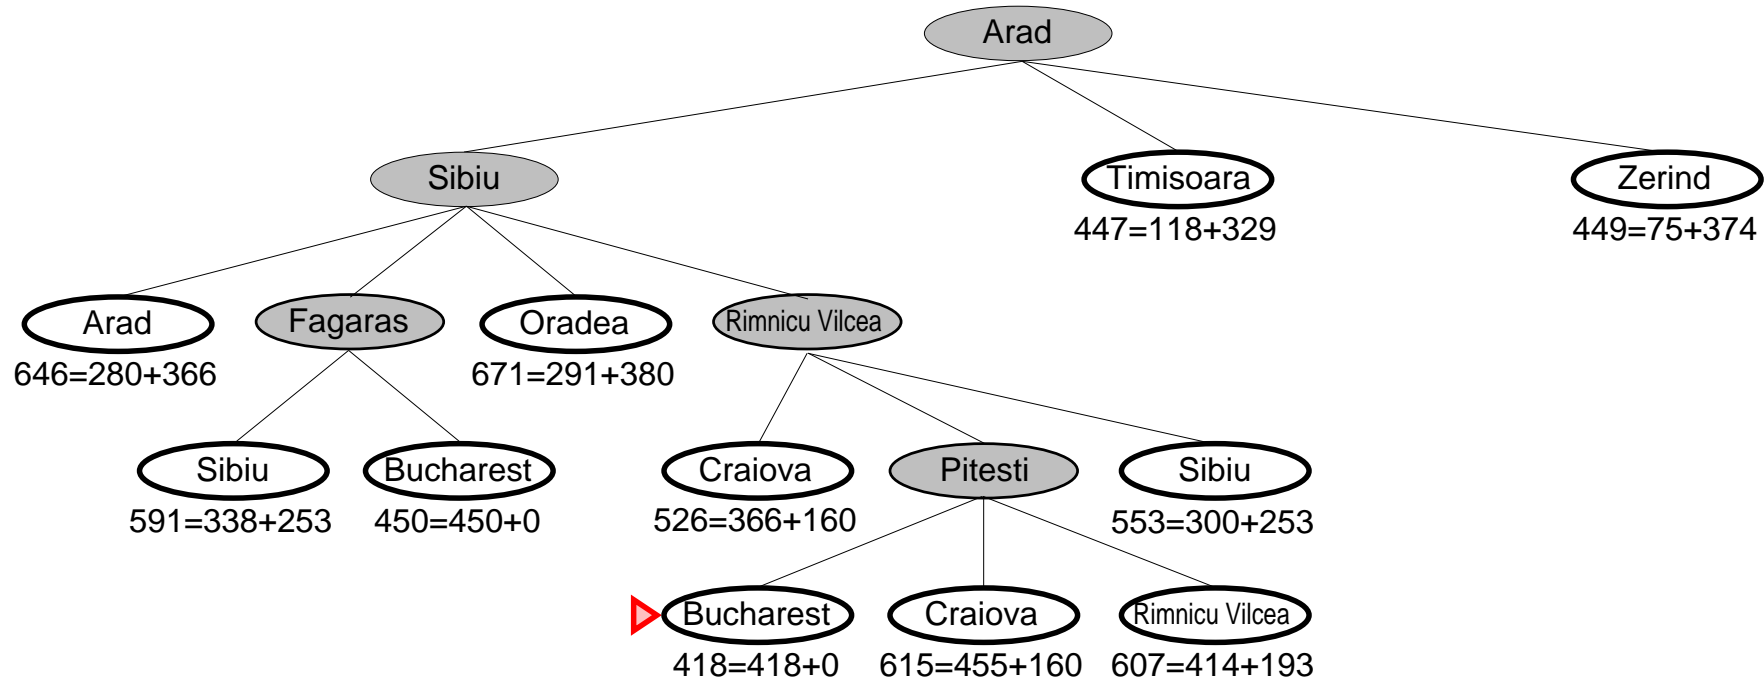 Arad
Sibiu
Timisoara
Zerind
447=118+329
449=75+374
Arad
Fagaras
Oradea
Rimnicu Vilcea
646=280+366
671=291+380
Sibiu
Bucharest
Craiova
Pitesti
Sibiu
591=338+253
450=450+0
526=366+160
553=300+253
Bucharest
Craiova
Rimnicu Vilcea
418=418+0
615=455+160
607=414+193